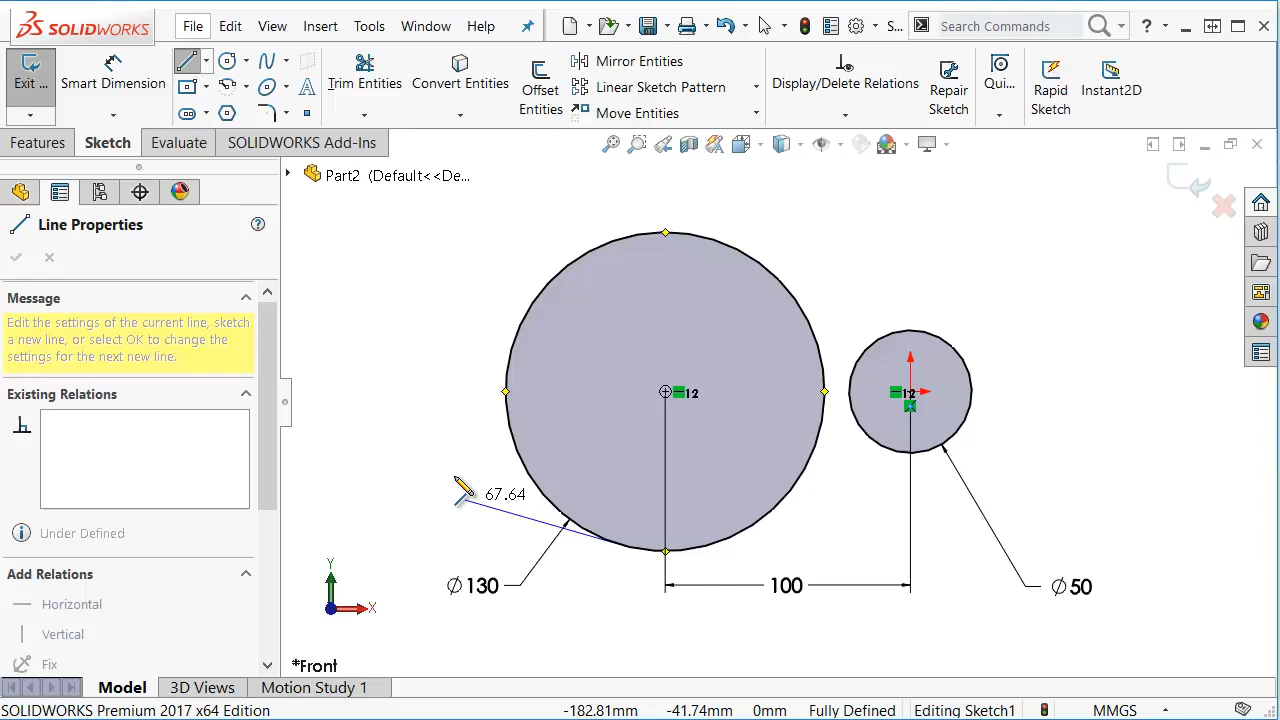 SOLIDWORKS
File Edit View Insert Tools Window Help
S...
Search Commands
?
Exit ...
Smart Dimension
Trim Entities
Convert Entities
Offset Entities
Mirror Entities
Linear Sketch Pattern
Move Entities
Display/Delete Relations
Repair Sketch
Qui...
Rapid Sketch
Instant2D
Features Sketch Evaluate SOLIDWORKS Add-Ins
Part2 (Default<<De...
Line Properties
Message
Edit the settings of the current line, sketch
a new line, or select OK to change the
settings for the next new line.
Existing Relations
Under Defined
Add Relations
Horizontal
Vertical
Fix
12
12
67.64
∅130
100
∅50
Y
X
*Front
Model 3D Views Motion Study 1
SOLIDWORKS Premium 2017 x64 Edition
-182.81mm -41.74mm 0mm Fully Defined Editing Sketch1 MMGS